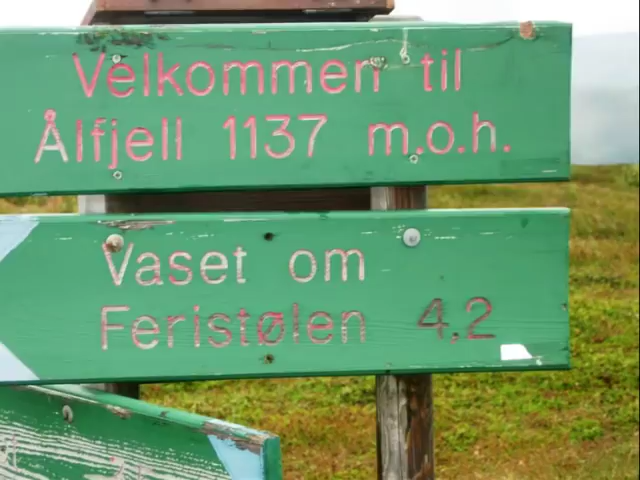 Velkommen til
Ålfjell 1137 m.o.h.
Vaset om
Feristølen 4,2